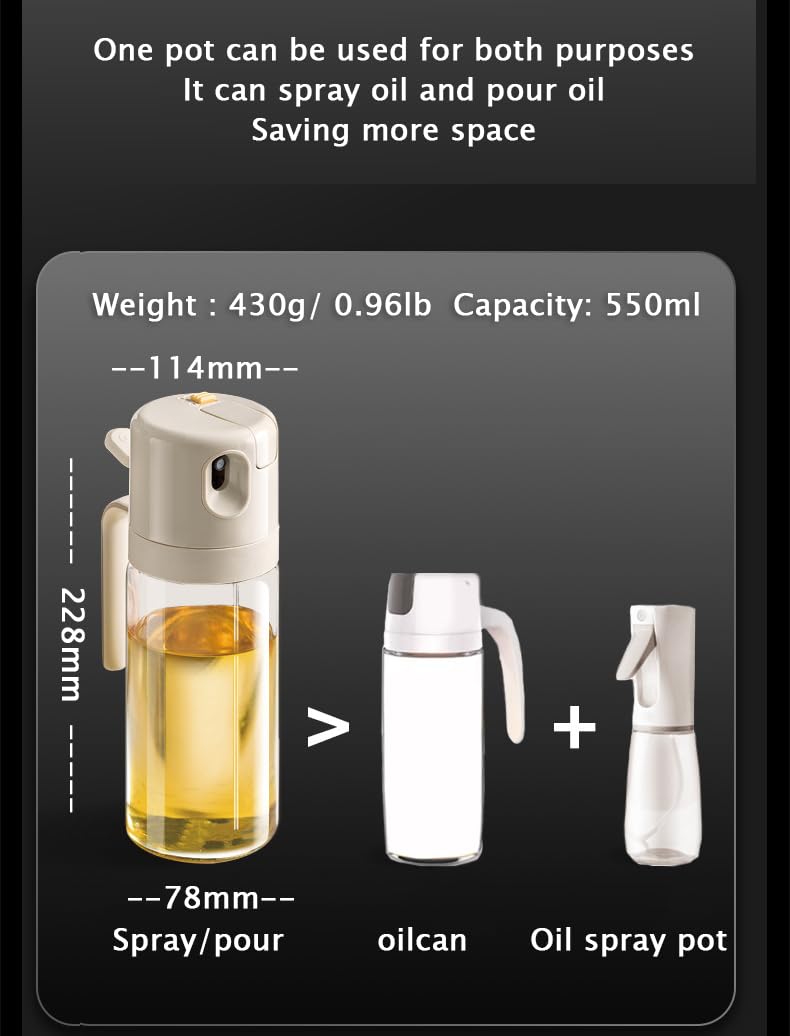 One pot can be used for both purposes
It can spray oil and pour oil
Saving more space
Weight : 430g/ 0.96lb Capacity: 550ml
--114mm--
------ 228mm -----
>
+
--78mm--
Spray/pour oilcan Oil spray pot